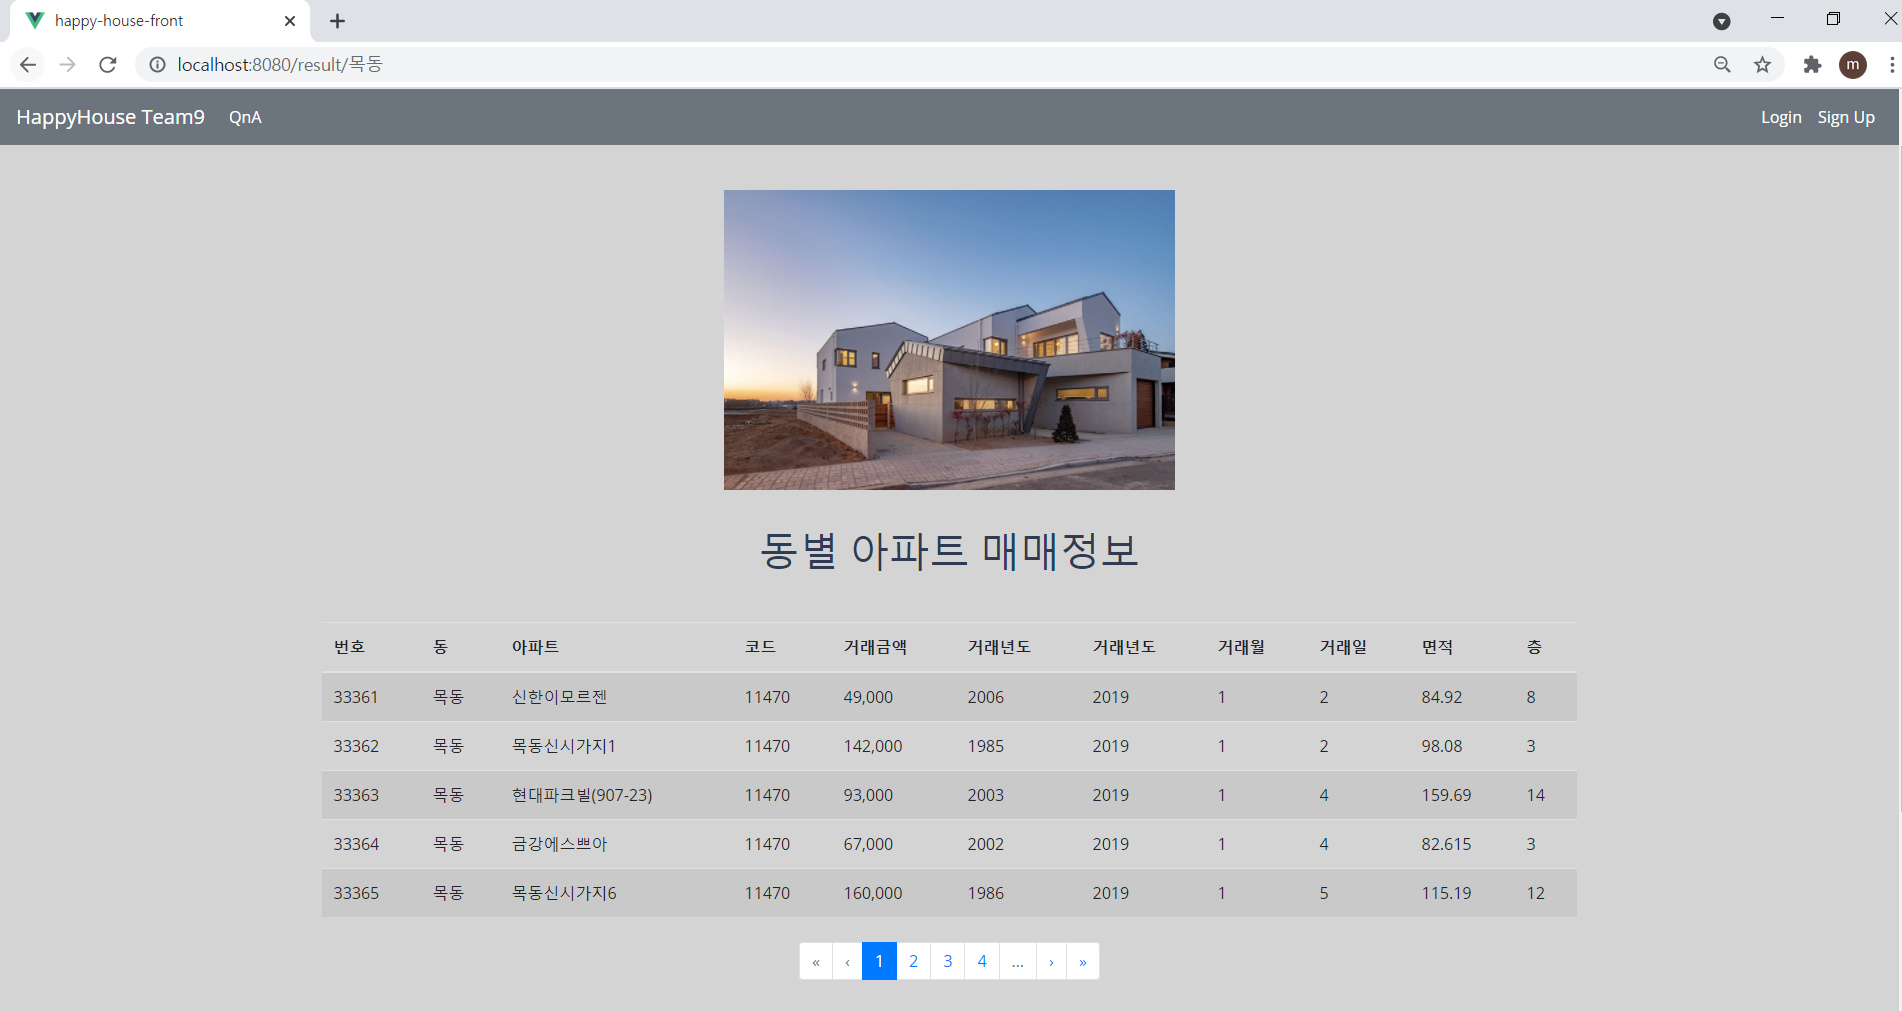 happy-house-front
localhost:8080/result/목동
m
HappyHouse Team9 QnA Login Sign Up
동별 아파트 매매정보
번호 동 아파트 코드 거래금액 거래년도 거래년도 거래월 거래일 면적 층
33361 목동 신한이모르젠 11470 49,000 2006 2019 1 2 84.92 8
33362 목동 목동신시가지1 11470 142,000 1985 2019 1 2 98.08 3
33363 목동 현대파크빌(907-23) 11470 93,000 2003 2019 1 4 159.69 14
33364 목동 금강에스쁘아 11470 67,000 2002 2019 1 4 82.615 3
33365 목동 목동신시가지6 11470 160,000 1986 2019 1 5 115.19 12
« ‹ 1 2 3 4 ... › »